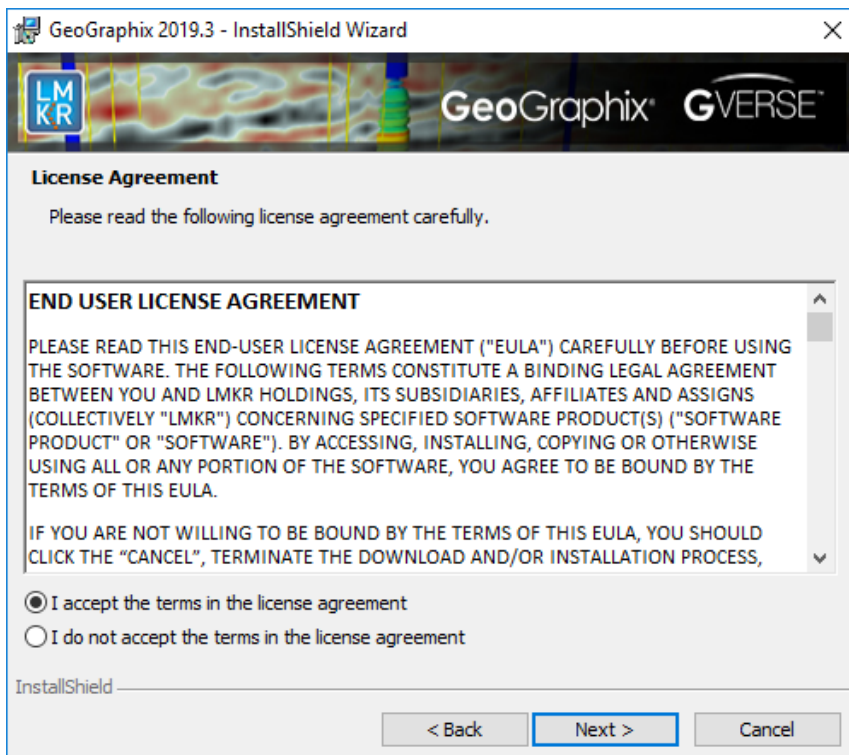 GeoGraphix 2019.3 - InstallShield Wizard
LM
KR
GeoGraphix® GVERSE™
License Agreement
Please read the following license agreement carefully.
END USER LICENSE AGREEMENT
PLEASE READ THIS END-USER LICENSE AGREEMENT ("EULA") CAREFULLY BEFORE USING
THE SOFTWARE. THE FOLLOWING TERMS CONSTITUTE A BINDING LEGAL AGREEMENT
BETWEEN YOU AND LMKR HOLDINGS, ITS SUBSIDIARIES, AFFILIATES AND ASSIGNS
(COLLECTIVELY "LMKR") CONCERNING SPECIFIED SOFTWARE PRODUCT(S) ("SOFTWARE
PRODUCT" OR "SOFTWARE"). BY ACCESSING, INSTALLING, COPYING OR OTHERWISE
USING ALL OR ANY PORTION OF THE SOFTWARE, YOU AGREE TO BE BOUND BY THE
TERMS OF THIS EULA.
IF YOU ARE NOT WILLING TO BE BOUND BY THE TERMS OF THIS EULA, YOU SHOULD
CLICK THE “CANCEL”, TERMINATE THE DOWNLOAD AND/OR INSTALLATION PROCESS,
I accept the terms in the license agreement
I do not accept the terms in the license agreement
InstallShield
< Back Next > Cancel